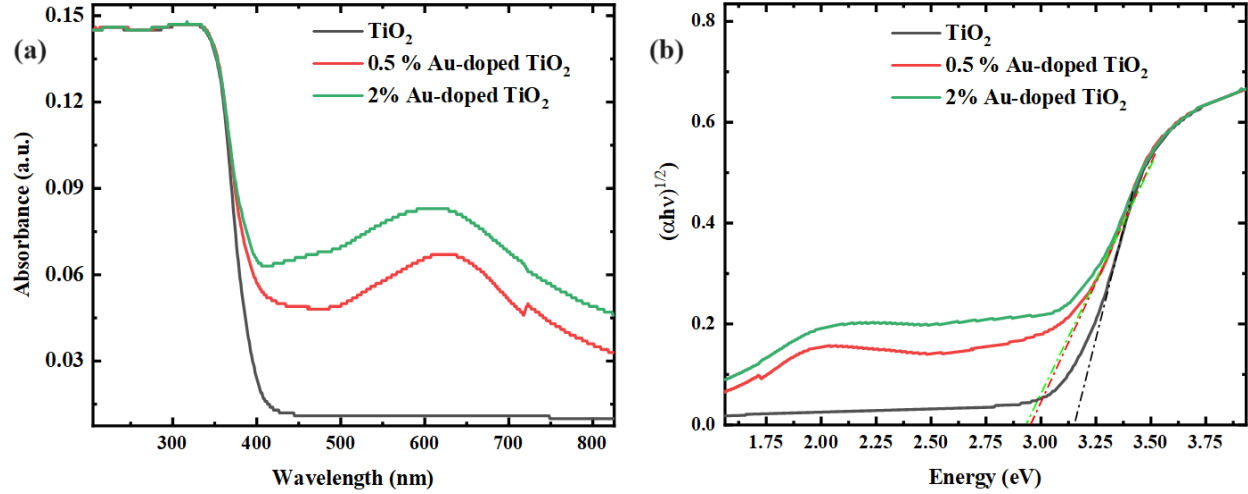 (a)
TiO₂
0.5 % Au-doped TiO₂
2% Au-doped TiO₂
Absorbance (a.u.)
0.15
0.12
0.09
0.06
0.03
300 400 500 600 700 800
Wavelength (nm)
(b)
TiO₂
0.5 % Au-doped TiO₂
2% Au-doped TiO₂
(αhν)¹/²
0.8
0.6
0.4
0.2
0.0
1.75 2.00 2.25 2.50 2.75 3.00 3.25 3.50 3.75
Energy (eV)